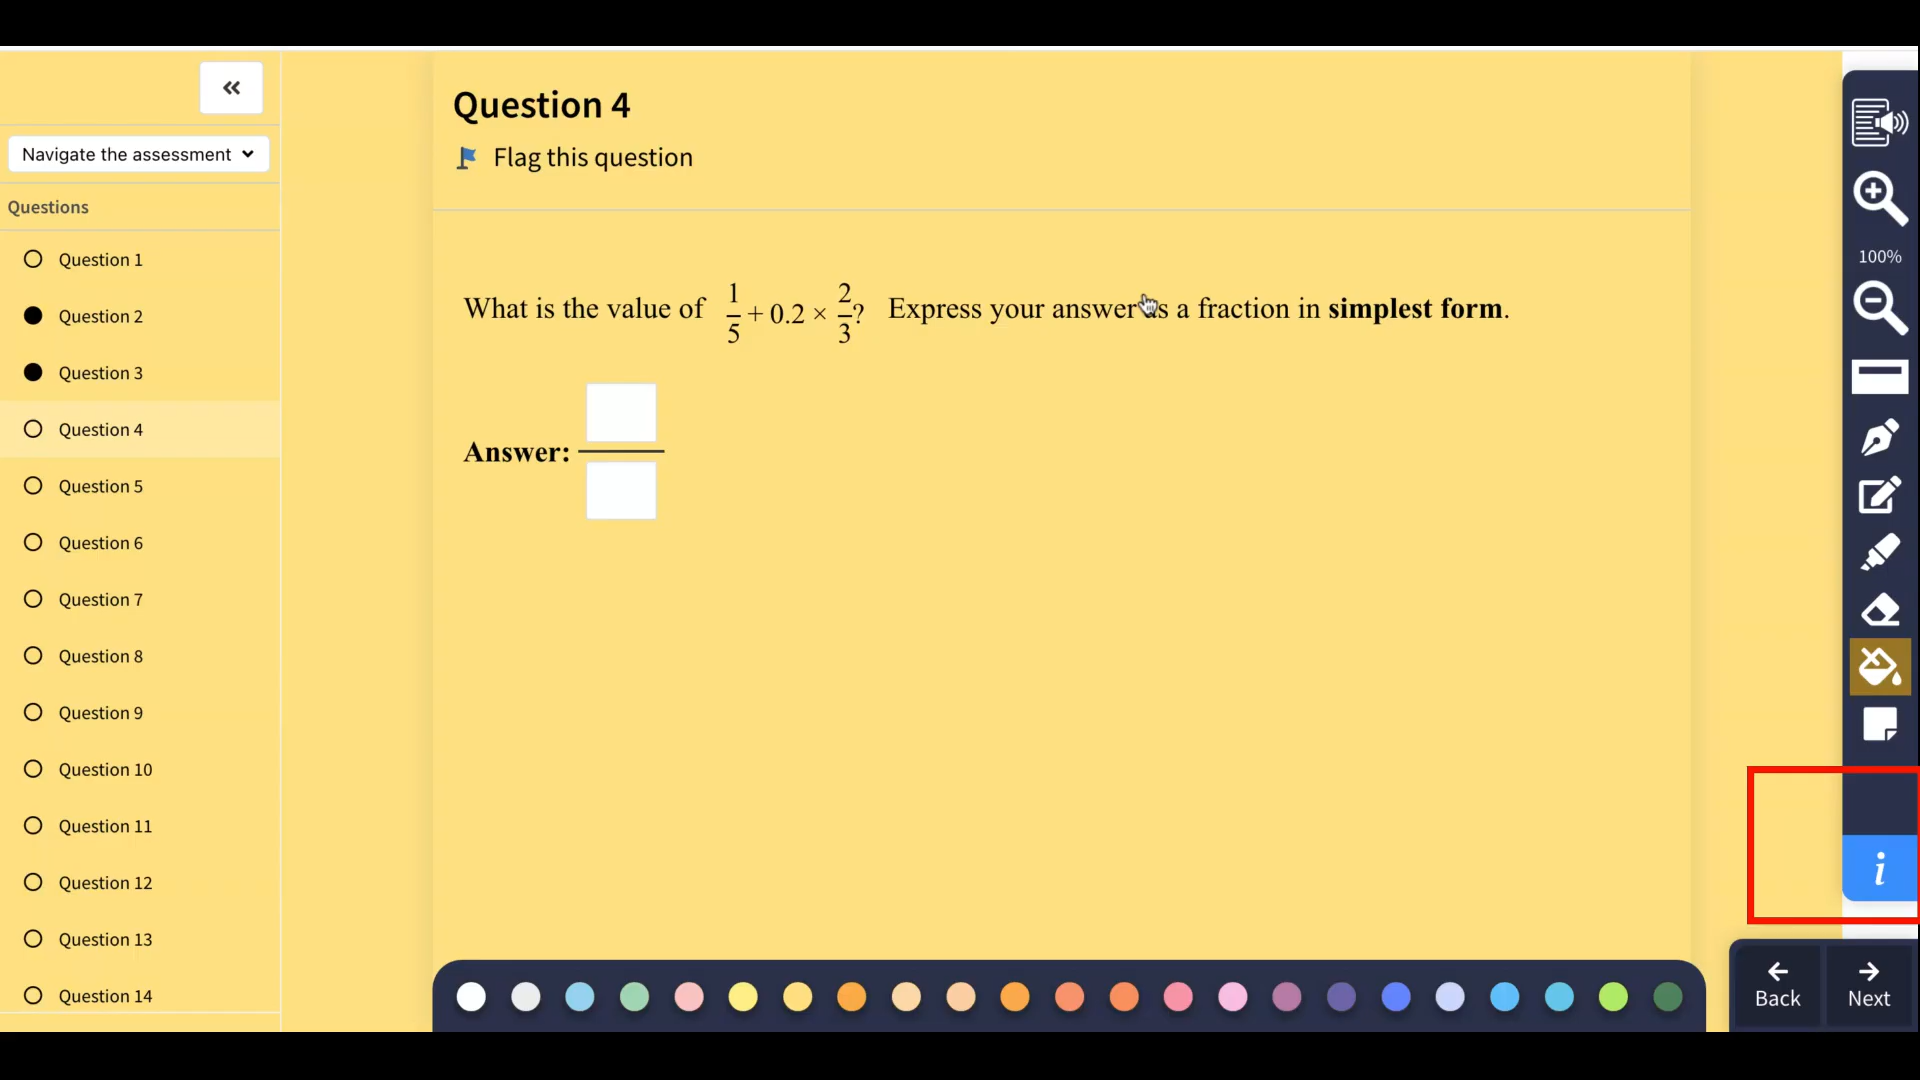 «
Navigate the assessment
Questions
Question 1
Question 2
Question 3
Question 4
Question 5
Question 6
Question 7
Question 8
Question 9
Question 10
Question 11
Question 12
Question 13
Question 14
Question 4
Flag this question
What is the value of 1/5 + 0.2 × 2/3? Express your answer as a fraction in simplest form.
Answer:
100%
i
Back
Next